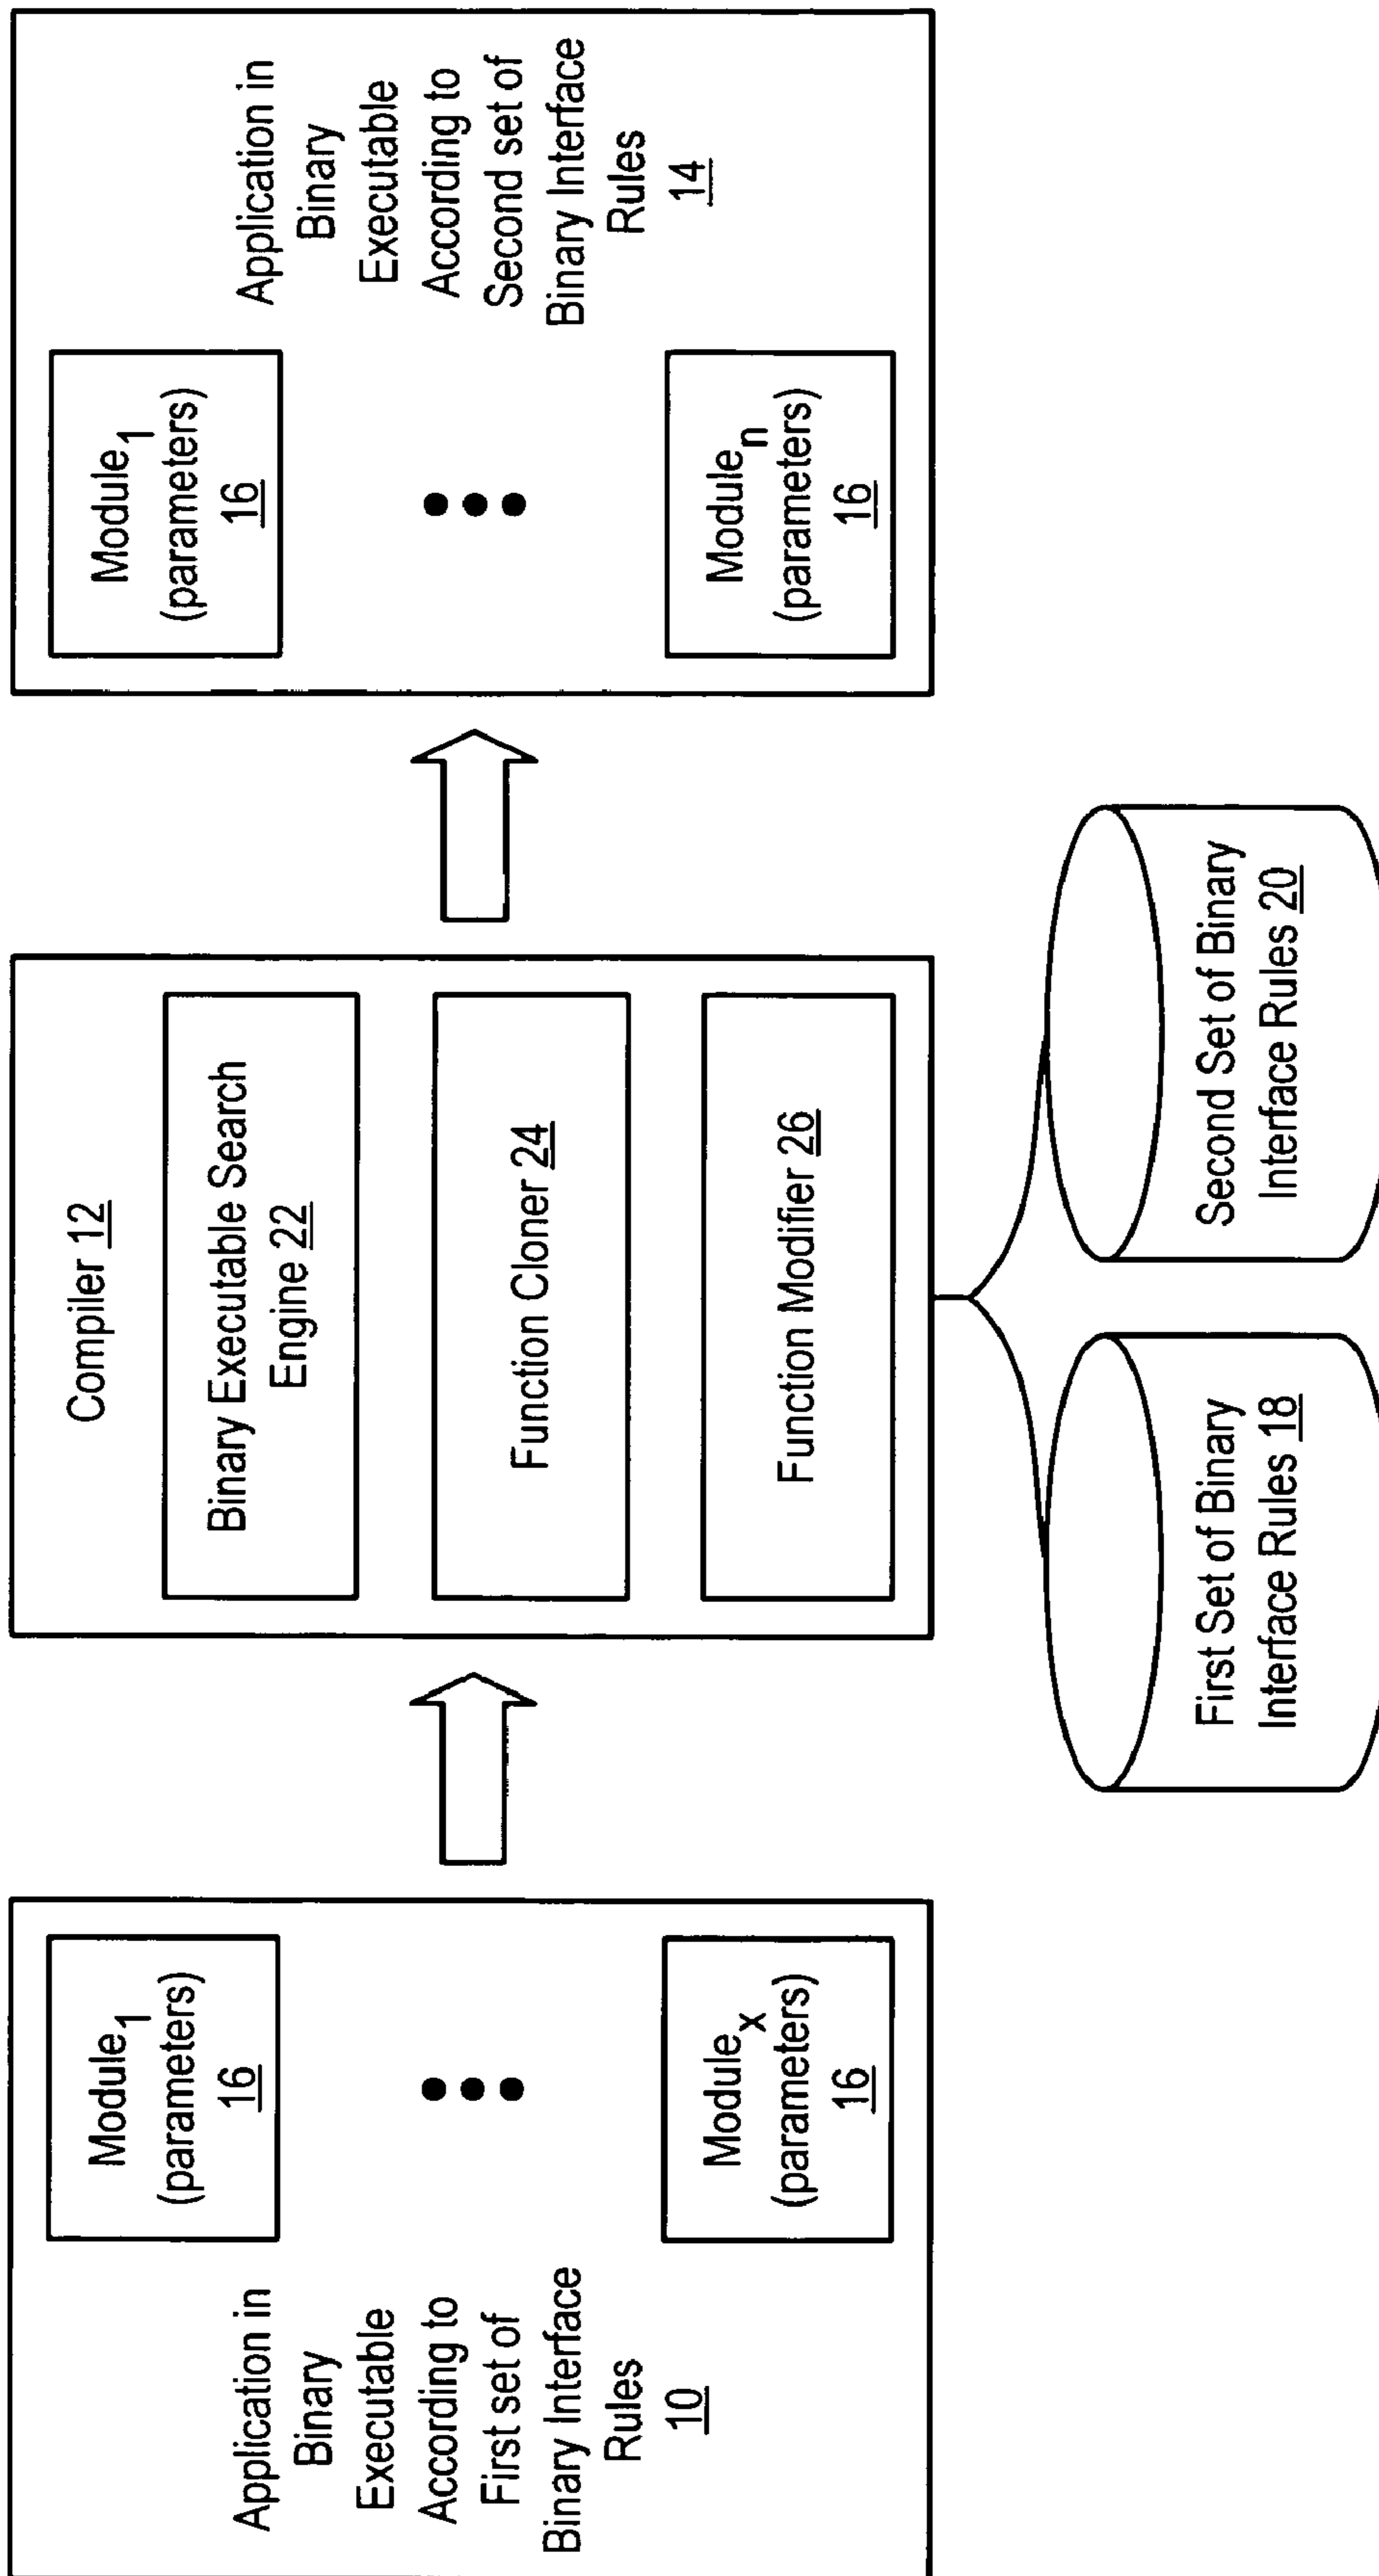 Application in
Binary
Executable
According to
First set of
Binary Interface
Rules
10
Module1
(parameters)
16
Modulex
(parameters)
16
Compiler 12
Binary Executable Search
Engine 22
Function Cloner 24
Function Modifier 26
First Set of Binary
Interface Rules 18
Second Set of Binary
Interface Rules 20
Module1
(parameters)
16
Modulen
(parameters)
16
Application in
Binary
Executable
According to
Second set of
Binary Interface
Rules
14